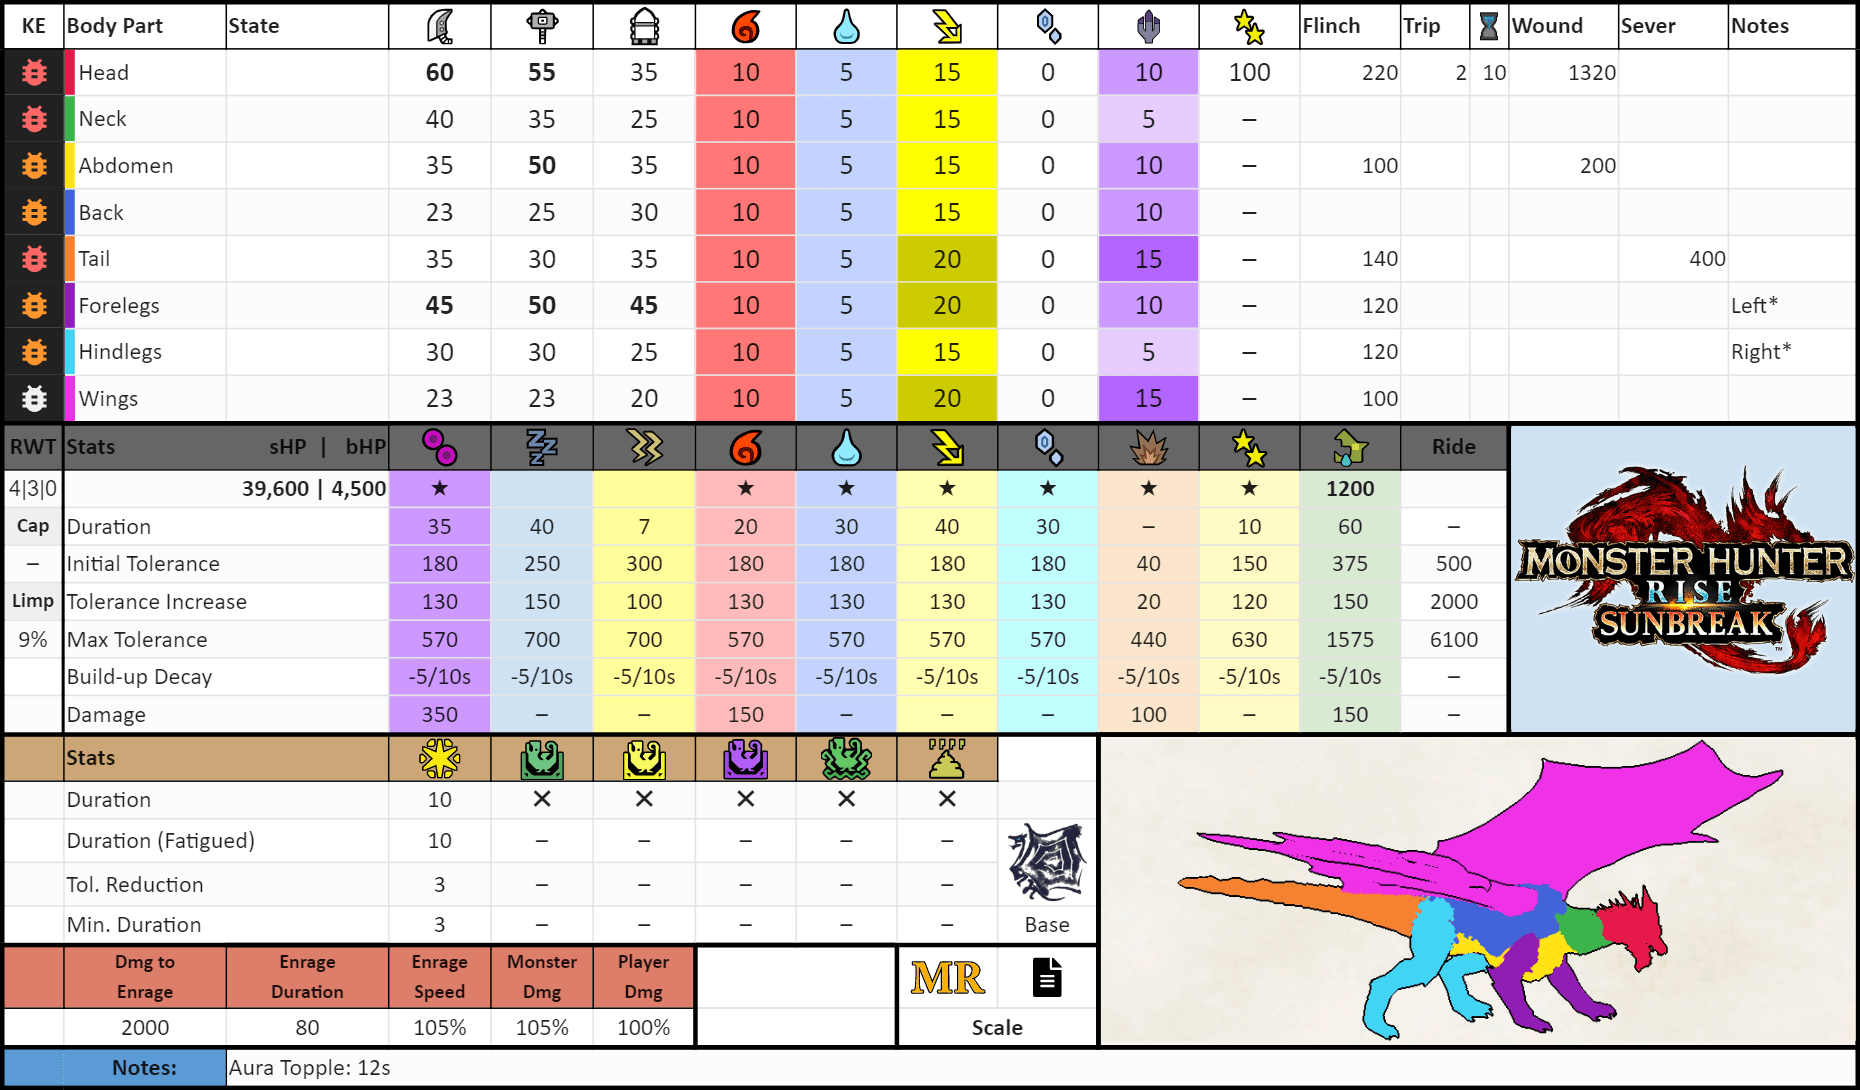 KE Body Part State Flinch Trip Wound Sever Notes
Head 60 55 35 10 5 15 0 10 100 220 2 10 1320
Neck 40 35 25 10 5 15 0 5 –
Abdomen 35 50 35 10 5 15 0 10 – 100 200
Back 23 25 30 10 5 15 0 10 –
Tail 35 30 35 10 5 20 0 15 – 140 400
Forelegs 45 50 45 10 5 20 0 10 – 120 Left*
Hindlegs 30 30 25 10 5 15 0 5 – 120 Right*
Wings 23 23 20 10 5 20 0 15 – 100
RWT Stats sHP | bHP Ride
4|3|0 39,600 | 4,500 ★ ★ ★ ★ ★ ★ ★ 1200
Cap Duration 35 40 7 20 30 40 30 – 10 60 –
– Initial Tolerance 180 250 300 180 180 180 180 40 150 375 500
Limp Tolerance Increase 130 150 100 130 130 130 130 20 120 150 2000
9% Max Tolerance 570 700 700 570 570 570 570 440 630 1575 6100
Build-up Decay -5/10s -5/10s -5/10s -5/10s -5/10s -5/10s -5/10s -5/10s -5/10s -5/10s –
Damage 350 – – 150 – – – 100 – 150 –
MONSTER HUNTER
RISE
SUNBREAK™
Stats
Duration 10 ✕ ✕ ✕ ✕ ✕
Duration (Fatigued) 10 – – – – –
Tol. Reduction 3 – – – – –
Min. Duration 3 – – – – – Base
Dmg to Enrage Enrage Duration Enrage Speed Monster Dmg Player Dmg MR
2000 80 105% 105% 100% Scale
Notes: Aura Topple: 12s